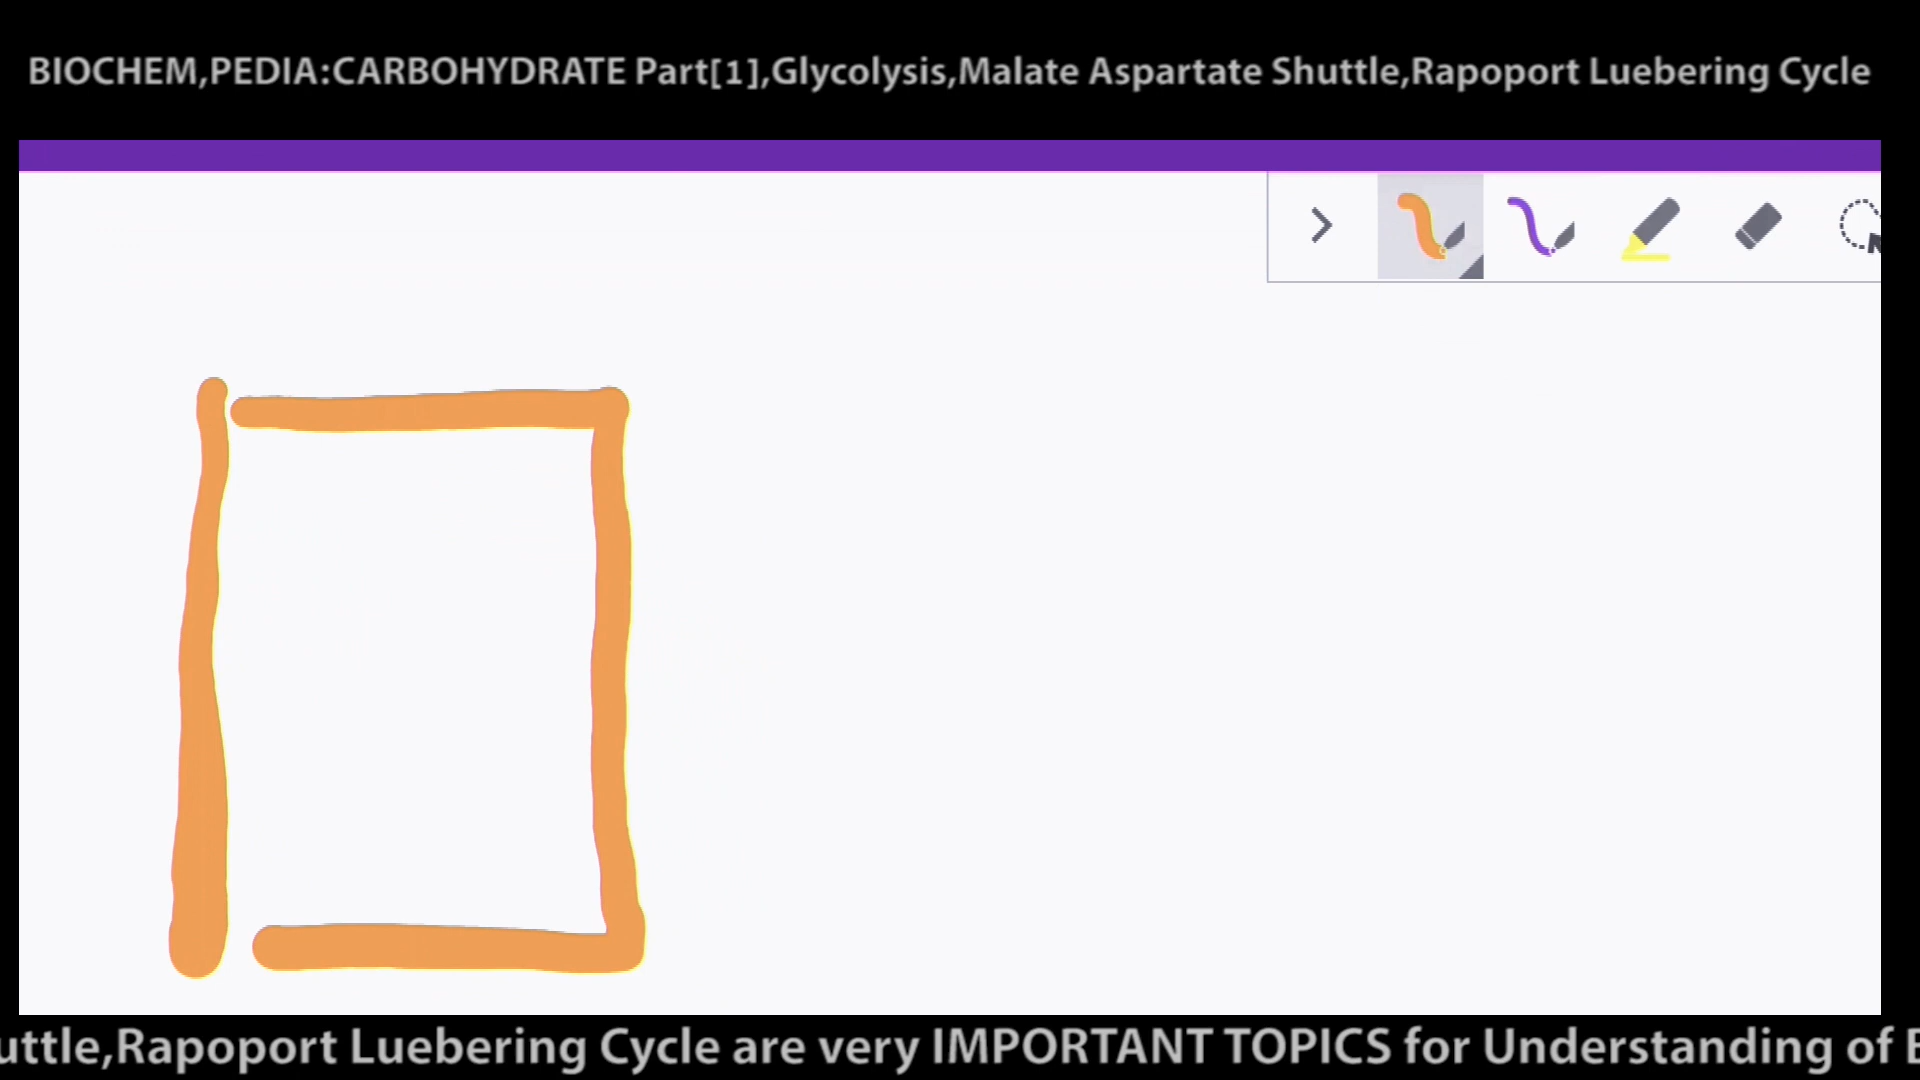 BIOCHEM,PEDIA:CARBOHYDRATE Part[1],Glycolysis,Malate Aspartate Shuttle,Rapoport Luebering Cycle
uttle,Rapoport Luebering Cycle are very IMPORTANT TOPICS for Understanding of